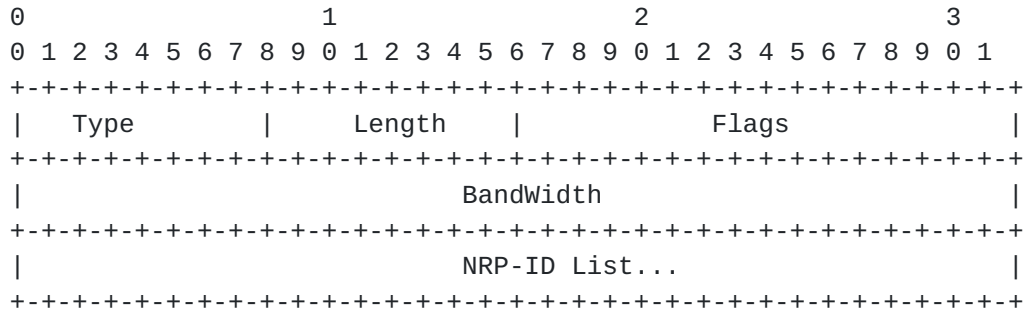 0                   1                   2                   3
0 1 2 3 4 5 6 7 8 9 0 1 2 3 4 5 6 7 8 9 0 1 2 3 4 5 6 7 8 9 0 1
+-+-+-+-+-+-+-+-+-+-+-+-+-+-+-+-+-+-+-+-+-+-+-+-+-+-+-+-+-+-+-+-+
|   Type        |     Length    |            Flags              |
+-+-+-+-+-+-+-+-+-+-+-+-+-+-+-+-+-+-+-+-+-+-+-+-+-+-+-+-+-+-+-+-+
|                            BandWidth                          |
+-+-+-+-+-+-+-+-+-+-+-+-+-+-+-+-+-+-+-+-+-+-+-+-+-+-+-+-+-+-+-+-+
|                            NRP-ID List...                     |
+-+-+-+-+-+-+-+-+-+-+-+-+-+-+-+-+-+-+-+-+-+-+-+-+-+-+-+-+-+-+-+-+